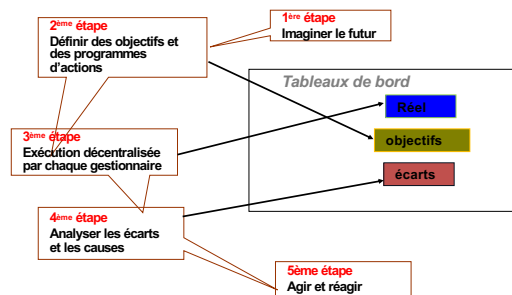 1ère étape
Imaginer le futur
2ème étape
Définir des objectifs et
des programmes
d'actions
Tableaux de bord
Réel
objectifs
écarts
3ème étape
Exécution décentralisée
par chaque gestionnaire
4ème étape
Analyser les écarts
et les causes
5ème étape
Agir et réagir